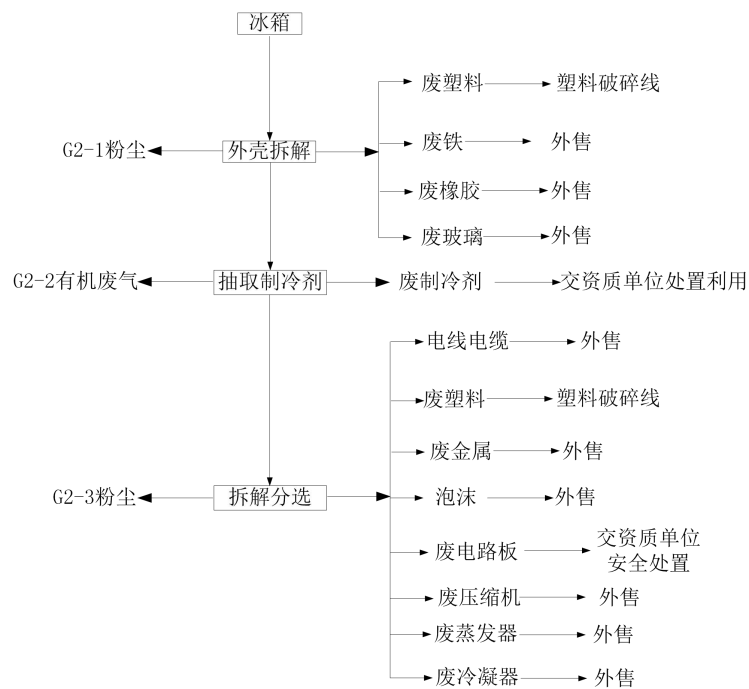 冰箱
废塑料
塑料破碎线
G2-1粉尘
外壳拆解
废铁
外售
废橡胶
外售
废玻璃
外售
G2-2有机废气
抽取制冷剂
废制冷剂
交资质单位处置利用
电线电缆
外售
废塑料
塑料破碎线
废金属
外售
G2-3粉尘
拆解分选
泡沫
外售
废电路板
交资质单位
安全处置
废压缩机
外售
废蒸发器
外售
废冷凝器
外售